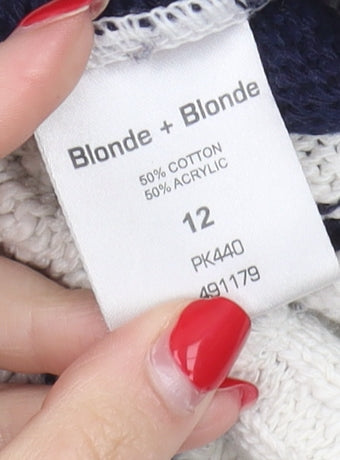 Blonde + Blonde
50% COTTON
50% ACRYLIC
12
PK440
491179